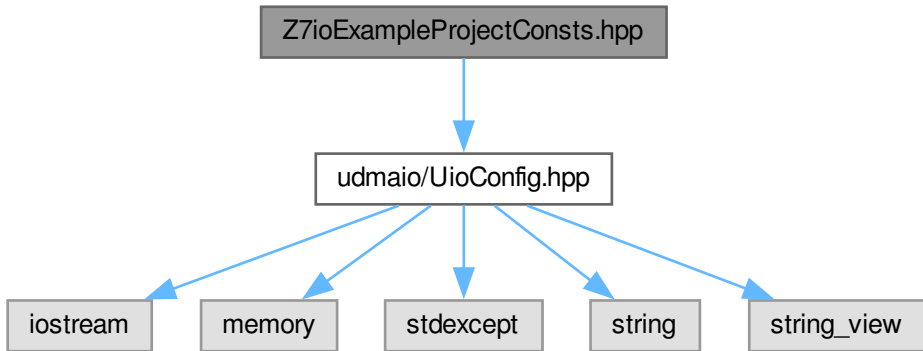 Z7ioExampleProjectConsts.hpp
udmaio/UioConfig.hpp
iostream
memory
stdexcept
string
string_view